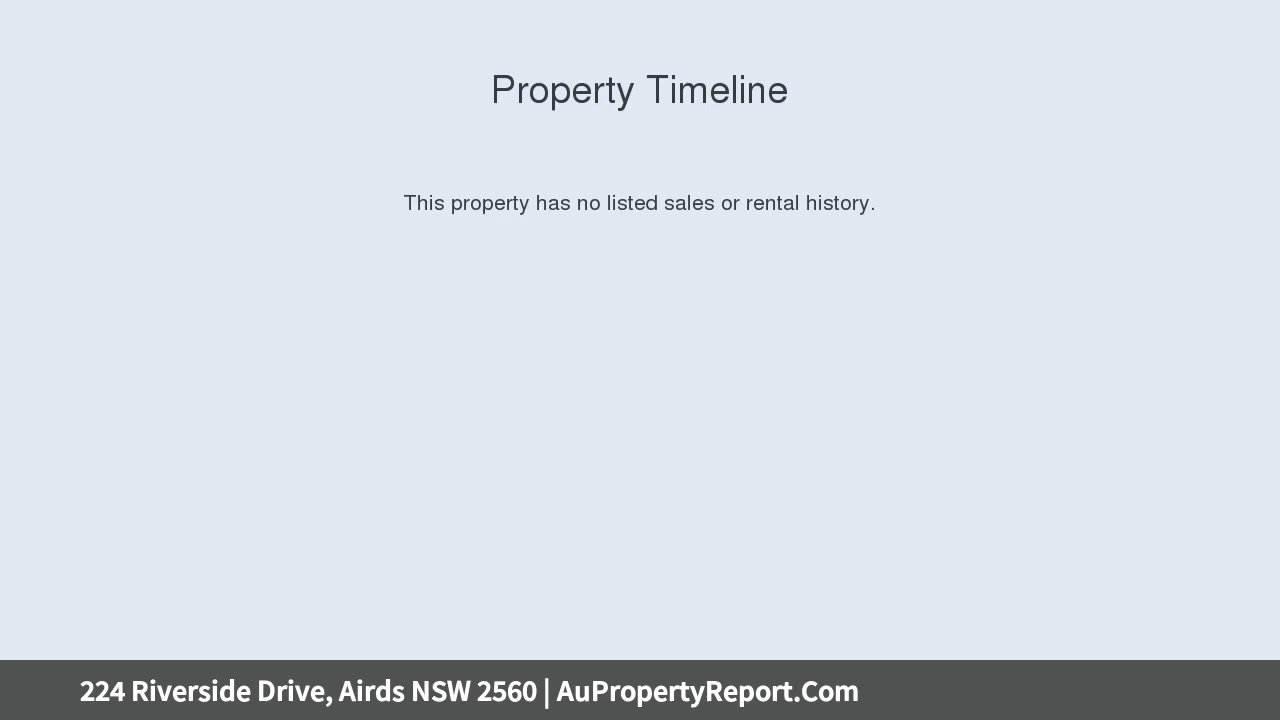 Property Timeline
This property has no listed sales or rental history.
224 Riverside Drive, Airds NSW 2560 | AuPropertyReport.Com